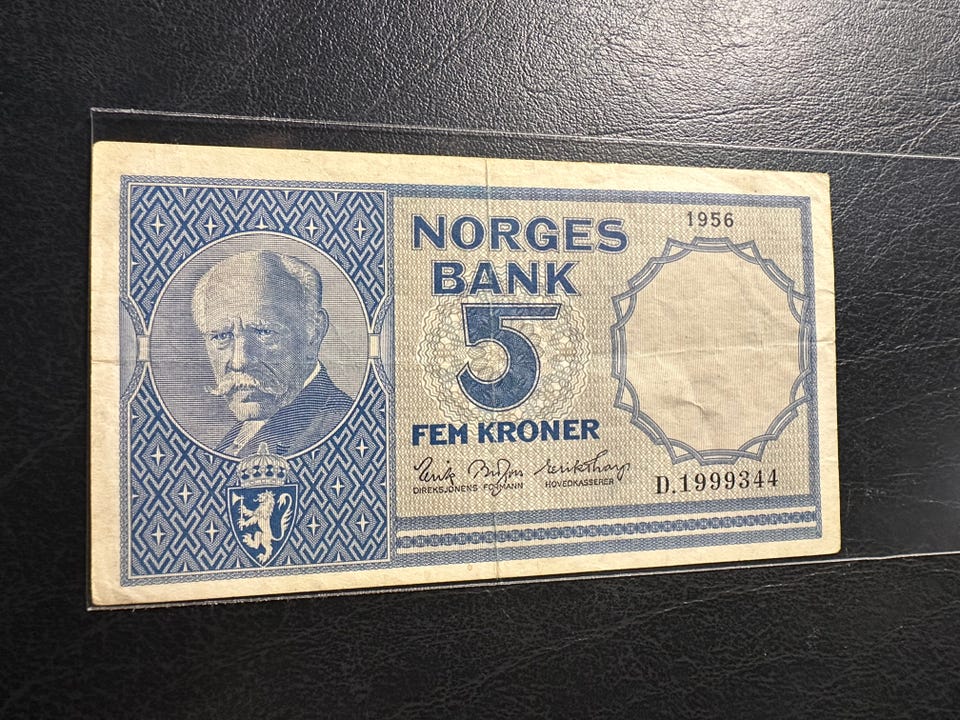 1956
NORGES
BANK
5
FEM KRONER
DIREKSJONENS FORMANN
HOVEDKASSERER
D.1999344